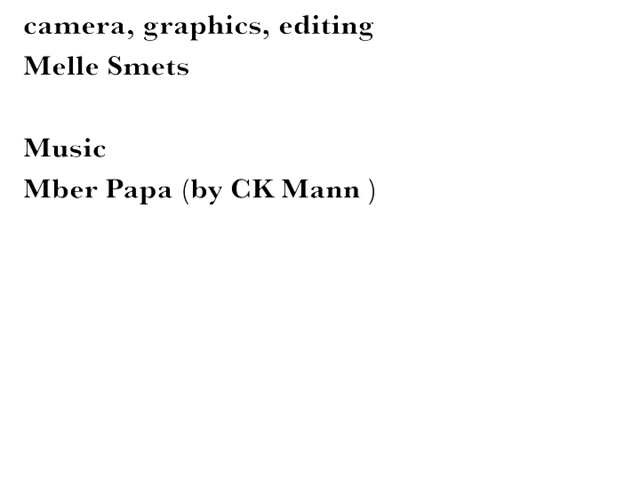 camera, graphics, editing
Melle Smets
Music
Mber Papa (by CK Mann )